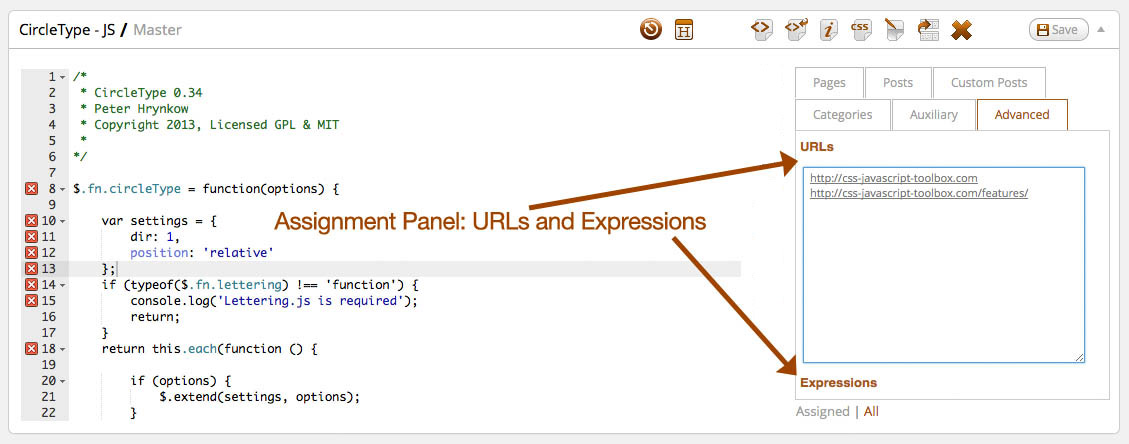 CircleType - JS / Master
H
<>
<>
i
css
Save
1 /*
2 * CircleType 0.34
3 * Peter Hrynkow
4 * Copyright 2013, Licensed GPL & MIT
5 *
6 */
7
8 $.fn.circleType = function(options) {
9
10 var settings = {
11 dir: 1,
12 position: 'relative'
13 };
14 if (typeof($.fn.lettering) !== 'function') {
15 console.log('Lettering.js is required');
16 return;
17 }
18 return this.each(function () {
19
20 if (options) {
21 $.extend(settings, options);
22 }
Assignment Panel: URLs and Expressions
Pages Posts Custom Posts
Categories Auxiliary Advanced
URLs
http://css-javascript-toolbox.com
http://css-javascript-toolbox.com/features/
Expressions
Assigned | All